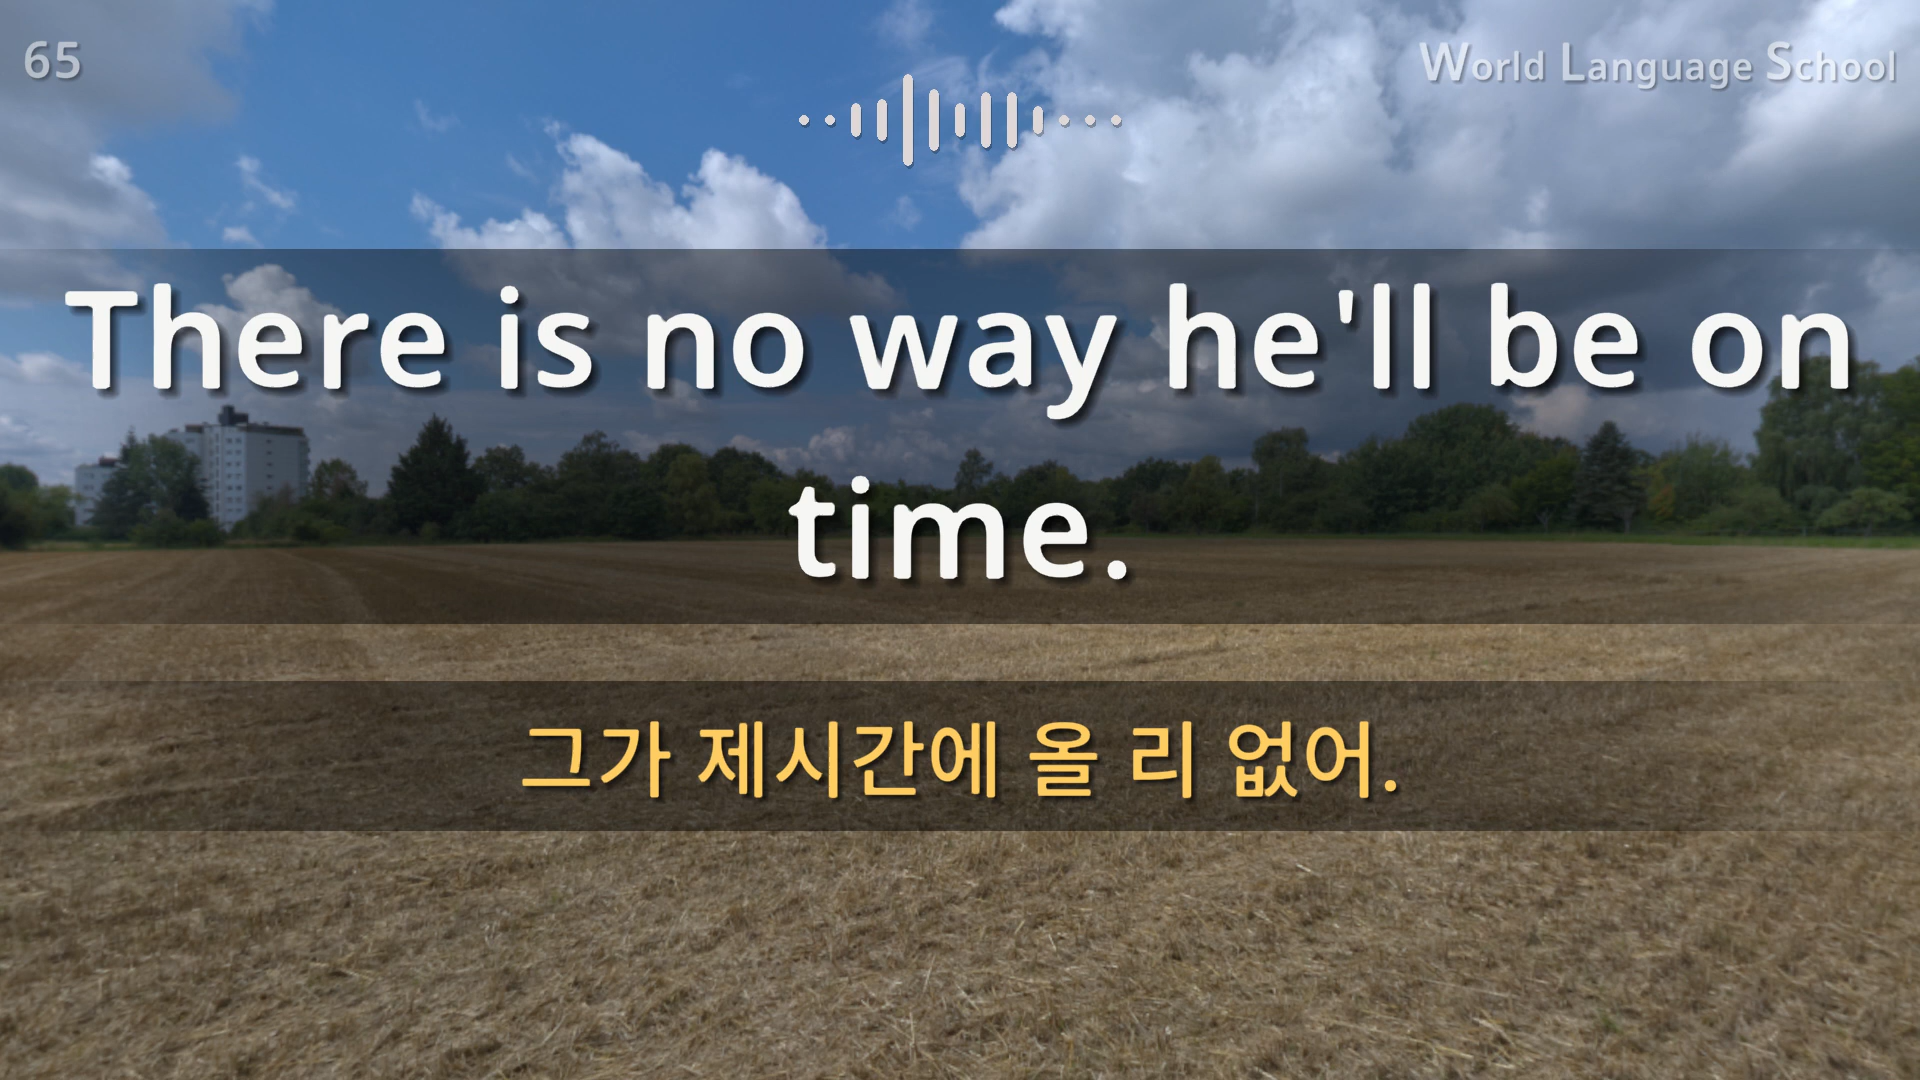 65
World Language School
There is no way he'll be on
time.
그가 제시간에 올 리 없어.